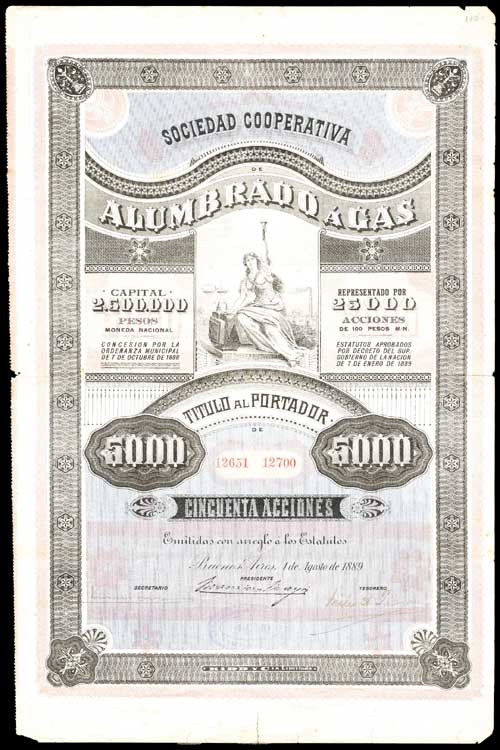 SOCIEDAD COOPERATIVA
DE
ALUMBRADO Á GAS
CAPITAL
2.500.000
PESOS
MONEDA NACIONAL
CONCESION POR LA
ORDENANZA MUNICIPAL
DE 7 DE OCTUBRE DE 1888
REPRESENTADO POR
25000
ACCIONES
DE 100 PESOS M/N.
ESTATUTOS APROBADOS
POR DECRETO DEL SUP.
GOBIERNO DE LA NACION
DE 7 DE ENERO DE 1889
TITULO AL PORTADOR
DE
5000
12651 12700
5000
CINCUENTA ACCIONES
Emitidas con arreglo a los Estatutos
Buenos Aires, 1 de Agosto de 1889
PRESIDENTE
SECRETARIO
TESORERO